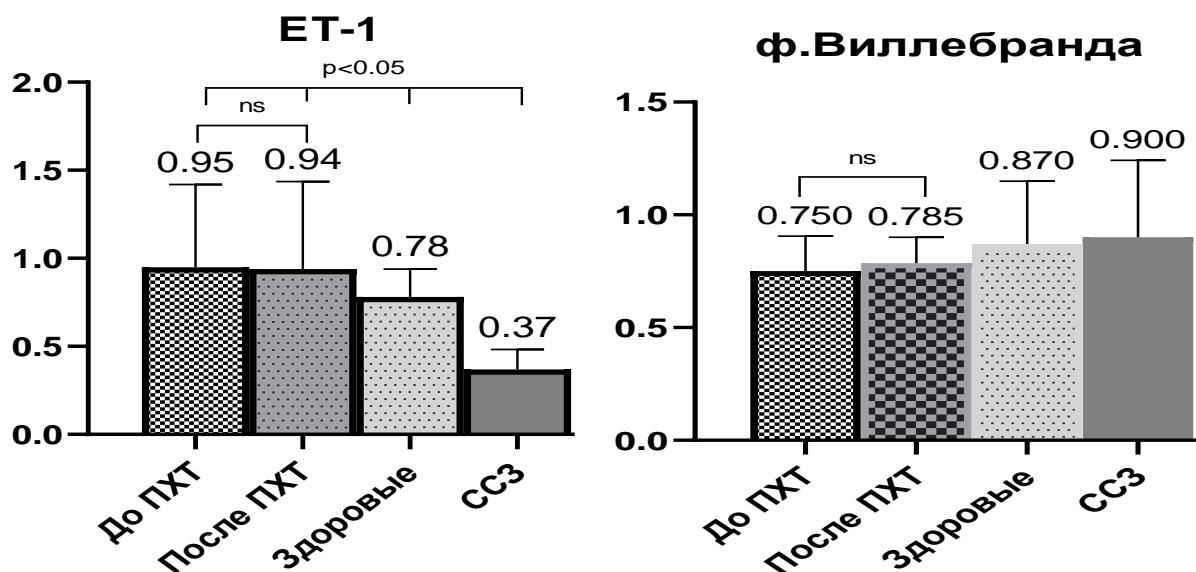 ET-1
p<0.05
ns
2.0
1.5
1.0
0.5
0.0
0.95
0.94
0.78
0.37
До ПХТ
После ПХТ
Здоровые
ССЗ
ф.Виллебранда
ns
1.5
1.0
0.5
0.0
0.750
0.785
0.870
0.900
До ПХТ
После ПХТ
Здоровые
ССЗ